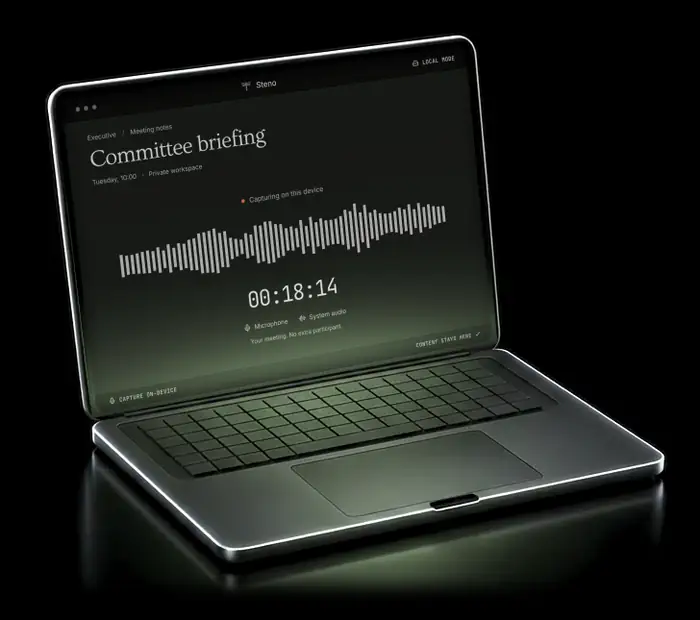 Steno
LOCAL MODE
Executive / Meeting notes
Committee briefing
Tuesday, 10:00 · Private workspace
Capturing on this device
00:18:14
Microphone System audio
Your meeting. No extra participant.
CAPTURE ON-DEVICE
CONTENT STAYS HERE ✓